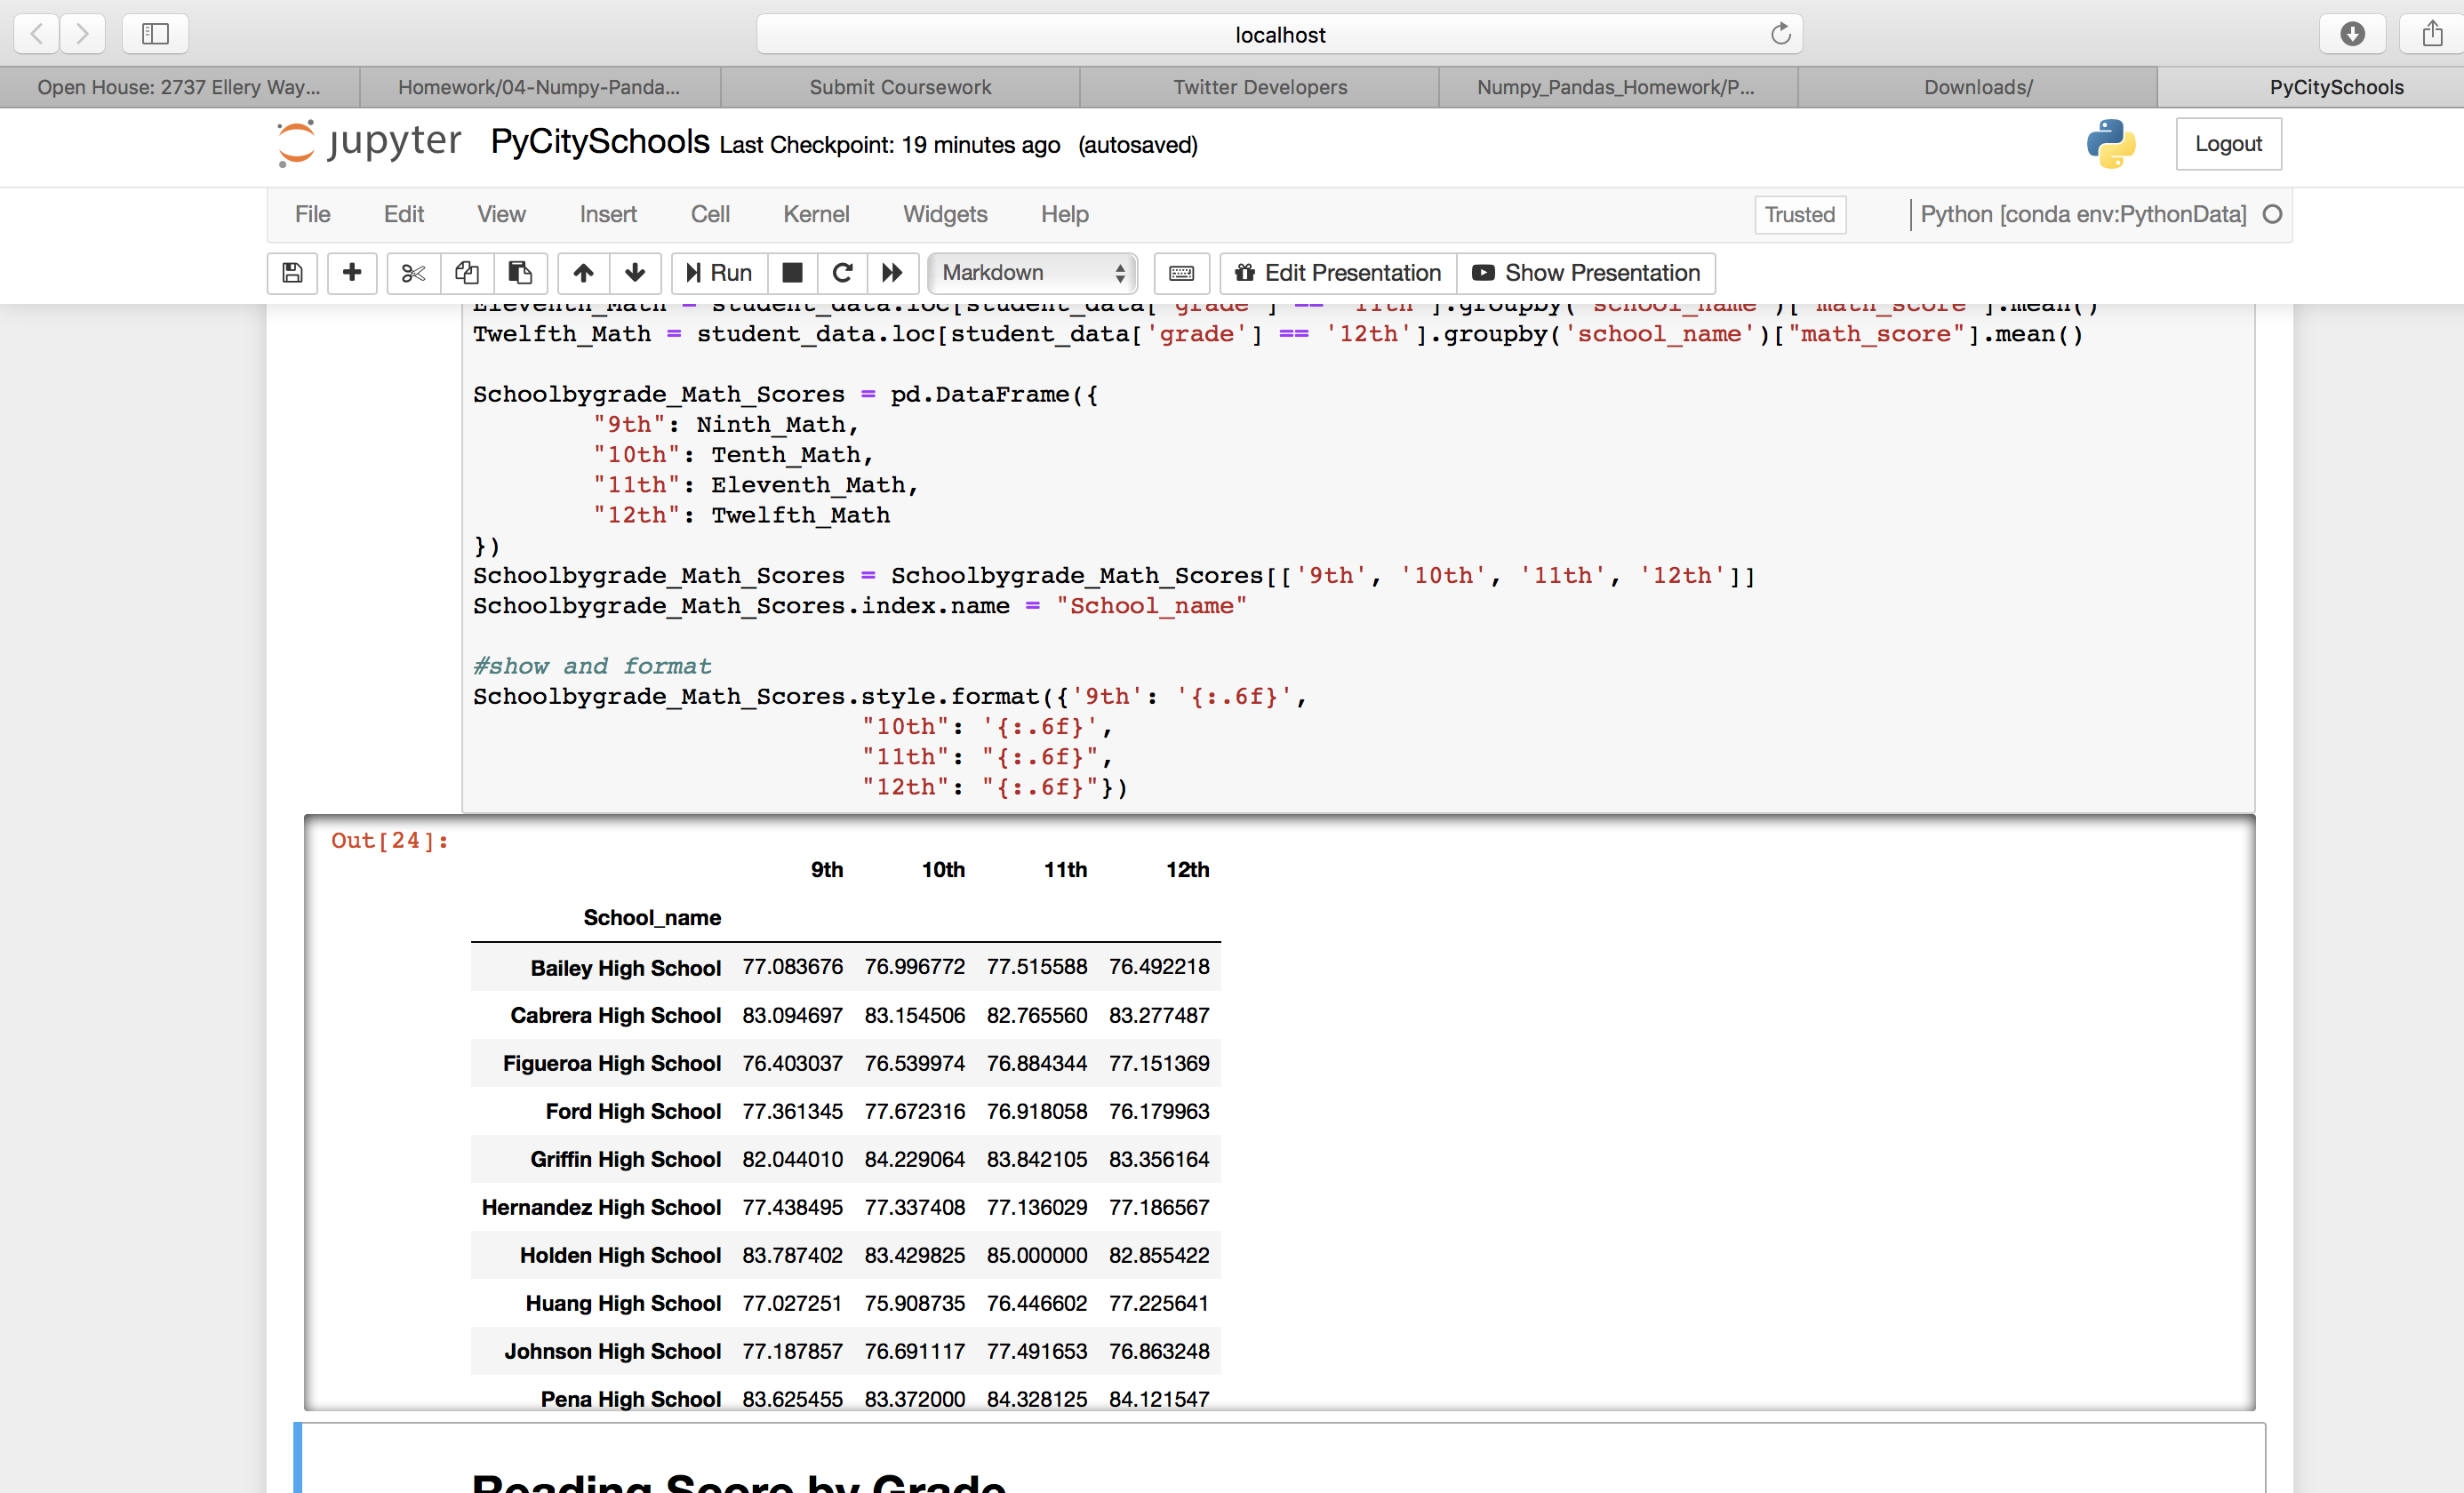 localhost
Open House: 2737 Ellery Way...
Homework/04-Numpy-Panda...
Submit Coursework
Twitter Developers
Numpy_Pandas_Homework/P...
Downloads/
PyCitySchools
jupyter PyCitySchools Last Checkpoint: 19 minutes ago (autosaved)
Logout
File Edit View Insert Cell Kernel Widgets Help
Trusted
Python [conda env:PythonData]
Run
Markdown
Edit Presentation
Show Presentation
Eleventh_Math = student_data.loc[student_data['grade'] == '11th'].groupby('school_name')["math_score"].mean()
Twelfth_Math = student_data.loc[student_data['grade'] == '12th'].groupby('school_name')["math_score"].mean()
Schoolbygrade_Math_Scores = pd.DataFrame({
"9th": Ninth_Math,
"10th": Tenth_Math,
"11th": Eleventh_Math,
"12th": Twelfth_Math
})
Schoolbygrade_Math_Scores = Schoolbygrade_Math_Scores[['9th', '10th', '11th', '12th']]
Schoolbygrade_Math_Scores.index.name = "School_name"
#show and format
Schoolbygrade_Math_Scores.style.format({'9th': '{:.6f}',
"10th": '{:.6f}',
"11th": "{:.6f}",
"12th": "{:.6f}"})
Out[24]:
9th 10th 11th 12th
School_name
Bailey High School 77.083676 76.996772 77.515588 76.492218
Cabrera High School 83.094697 83.154506 82.765560 83.277487
Figueroa High School 76.403037 76.539974 76.884344 77.151369
Ford High School 77.361345 77.672316 76.918058 76.179963
Griffin High School 82.044010 84.229064 83.842105 83.356164
Hernandez High School 77.438495 77.337408 77.136029 77.186567
Holden High School 83.787402 83.429825 85.000000 82.855422
Huang High School 77.027251 75.908735 76.446602 77.225641
Johnson High School 77.187857 76.691117 77.491653 76.863248
Pena High School 83.625455 83.372000 84.328125 84.121547
Reading Score by Grade